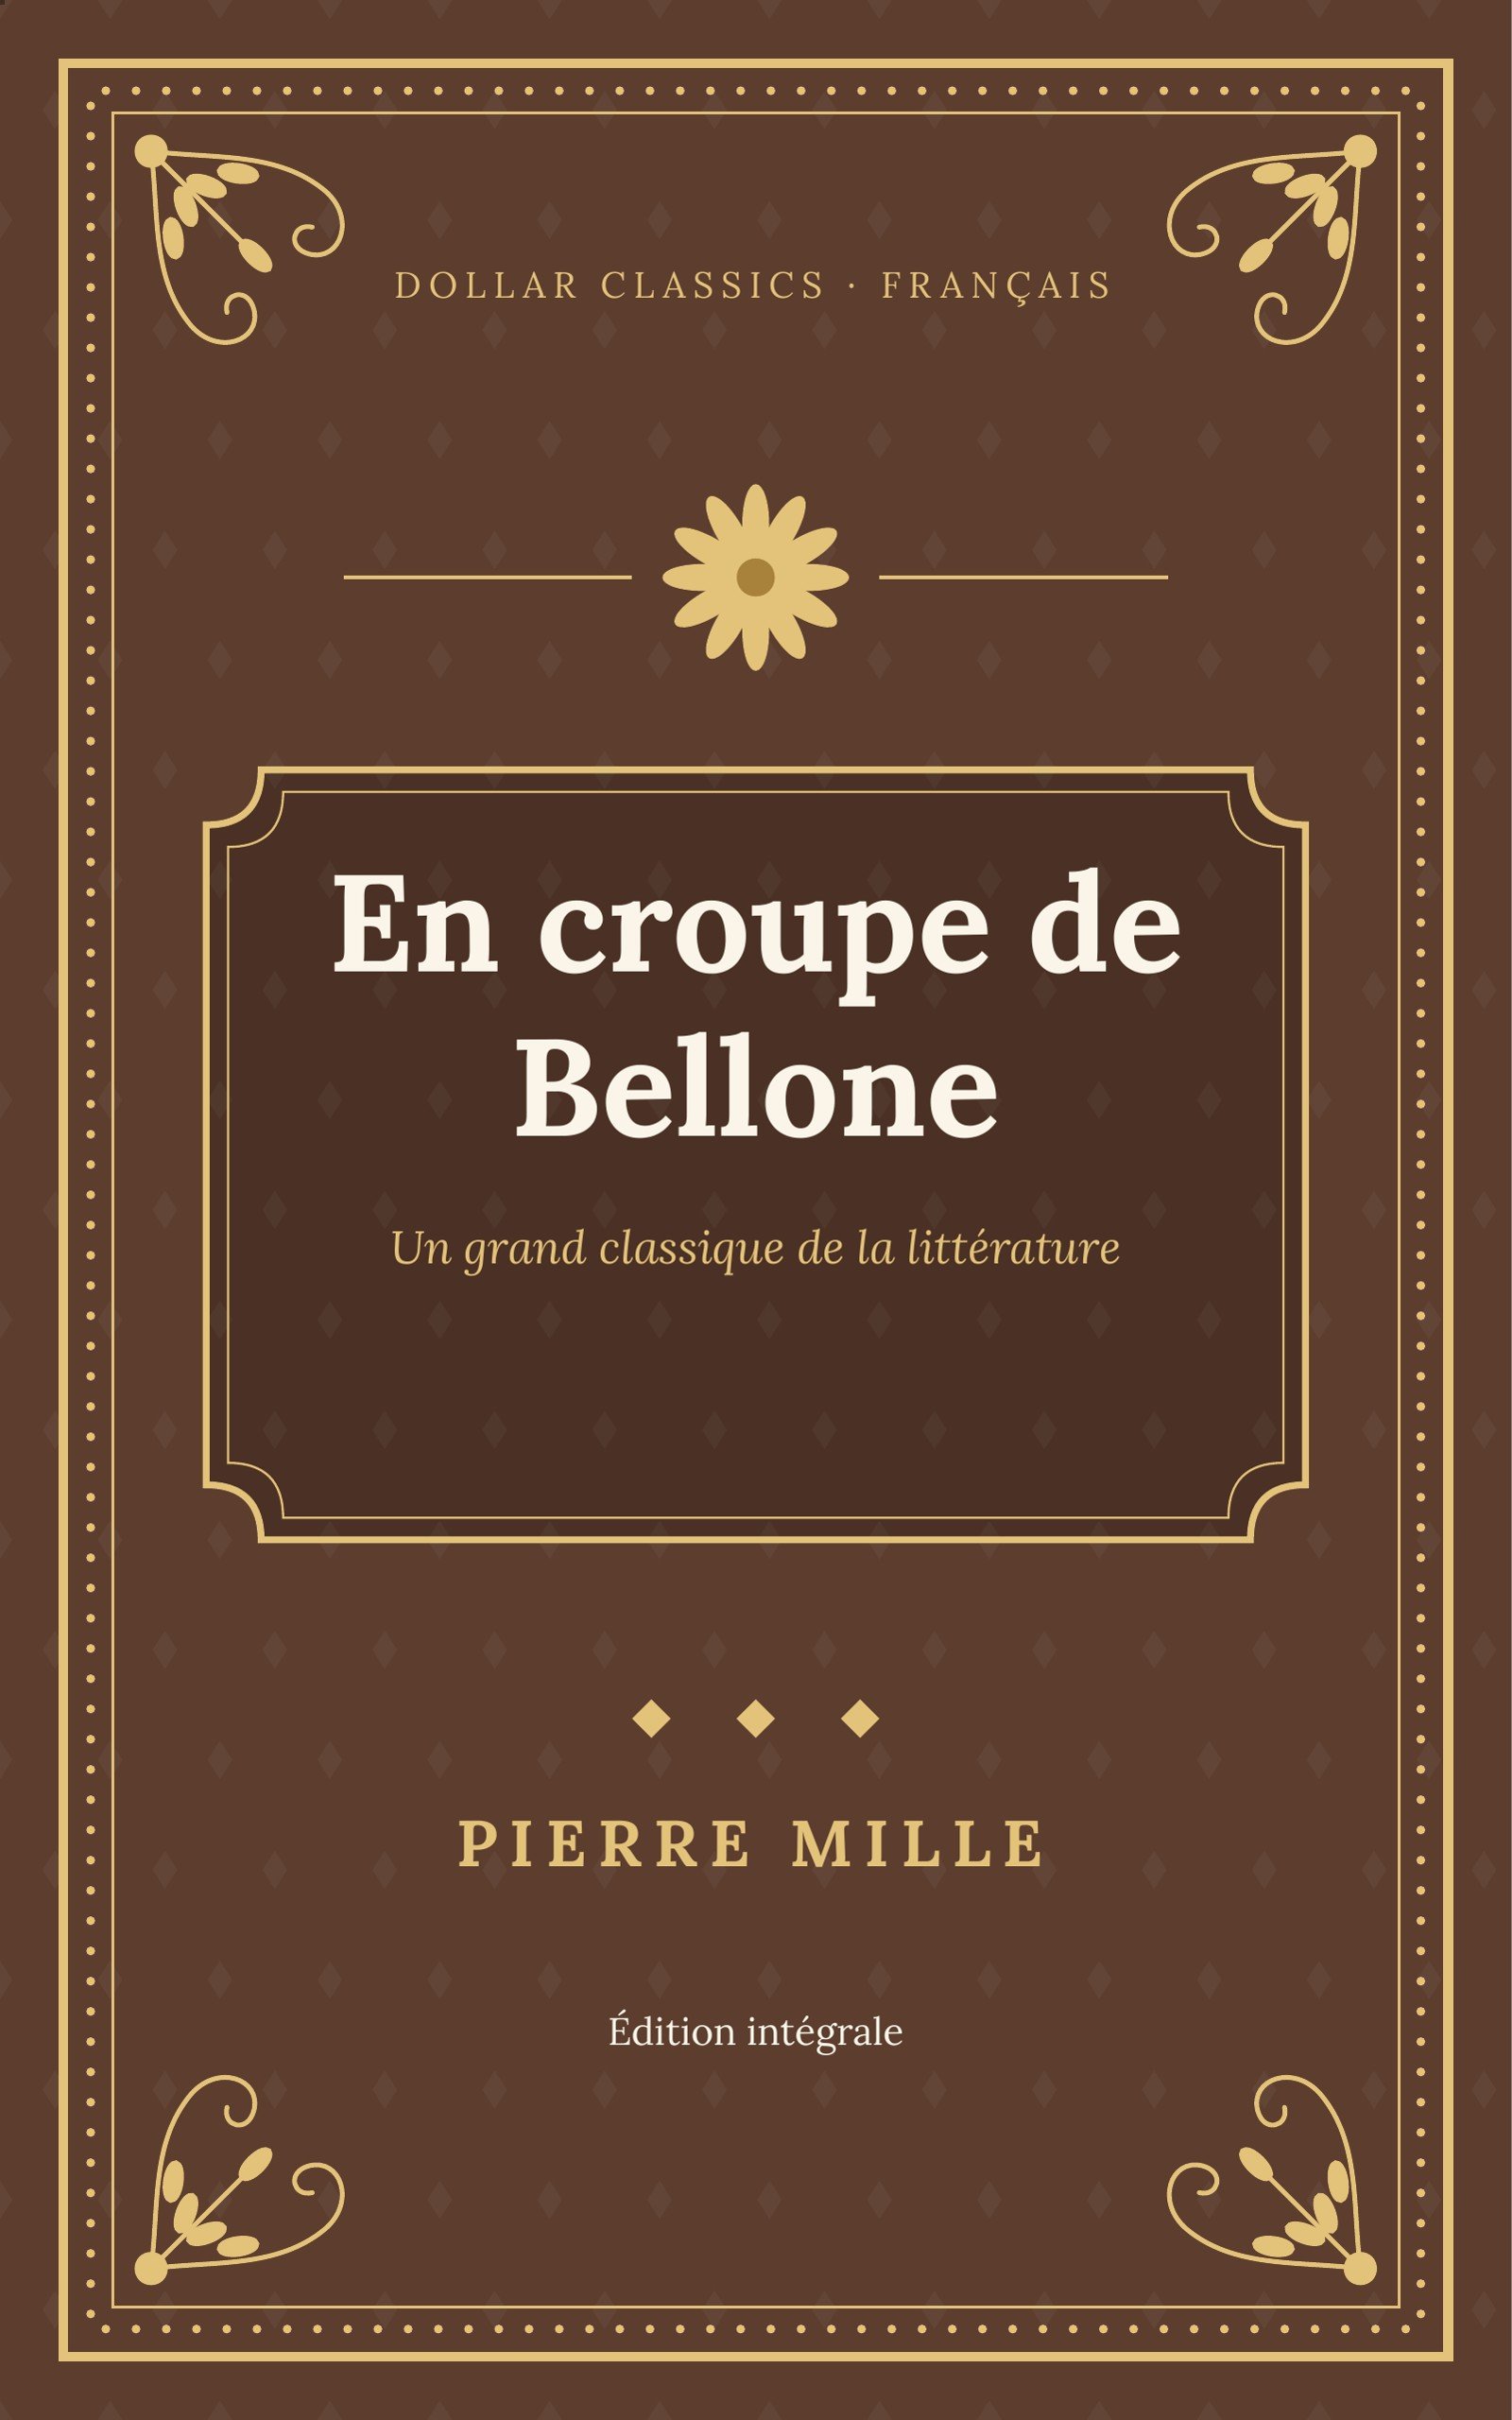 DOLLAR CLASSICS · FRANÇAIS
En croupe de
Bellone
Un grand classique de la littérature
PIERRE MILLE
Édition intégrale